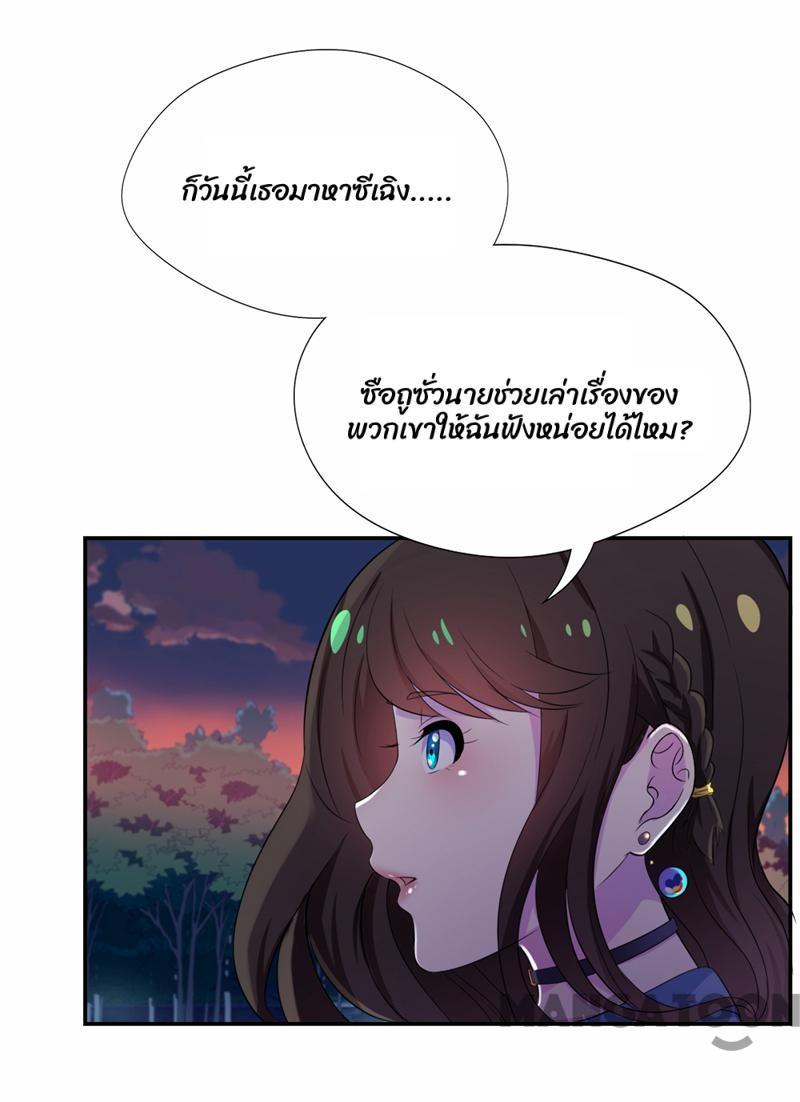 ก็วันนี้เธอมาหาซีเฉิง.....
ซือถูซั่วนายช่วยเล่าเรื่องของ
พวกเขาให้ฉันฟังหน่อยได้ไหม?
MANGATOON